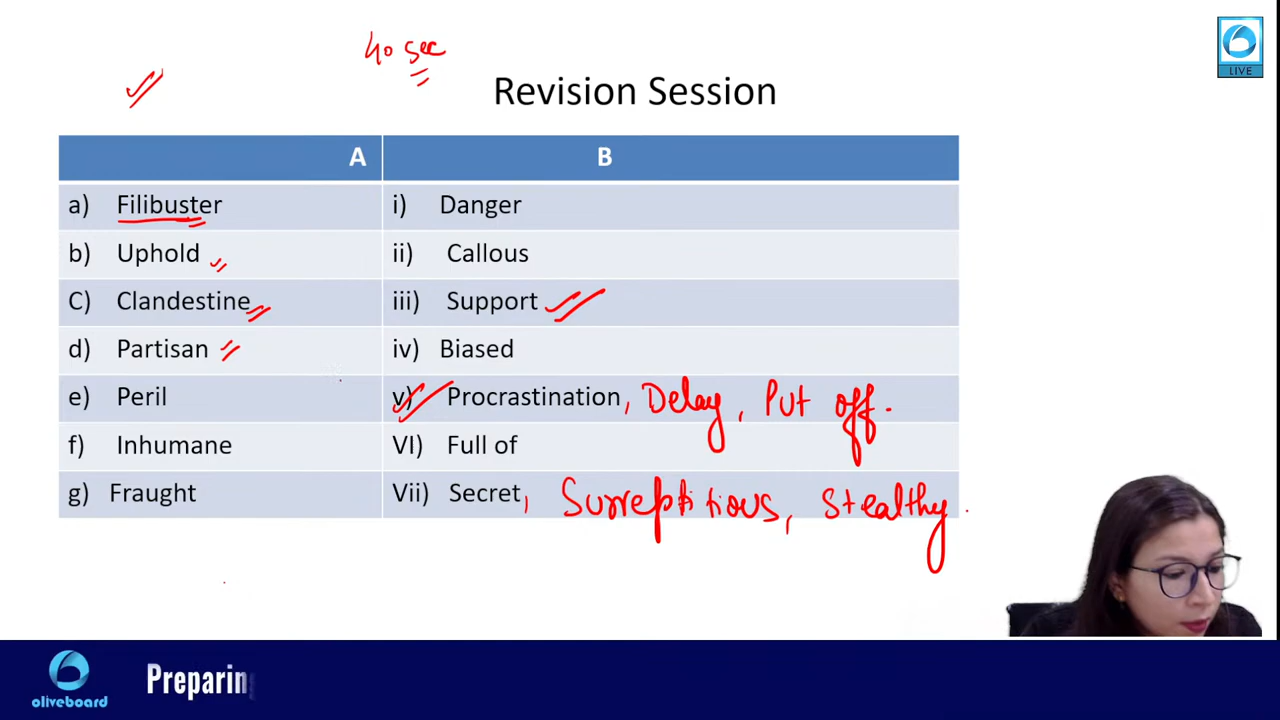 40 sec
LIVE
Revision Session
A B
a) Filibuster i) Danger
b) Uphold ii) Callous
C) Clandestine iii) Support
d) Partisan iv) Biased
e) Peril v) Procrastination, Delay, Put off.
f) Inhumane VI) Full of
g) Fraught Vii) Secret, Surreptitious, Stealthy.
oliveboard
Preparin